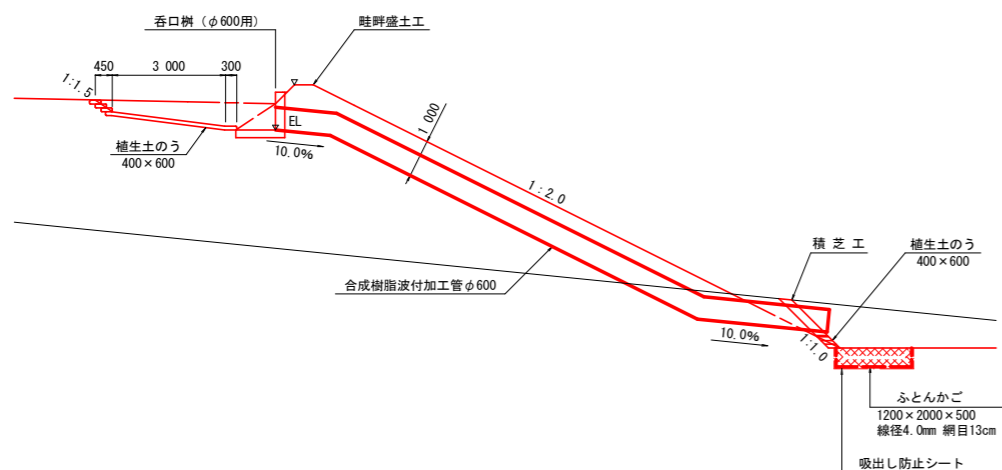 呑口桝（φ600用）
畦畔盛土工
450
3 000
300
1:1.5
EL
10.0%
植生土のう
400×600
1 000
1:2.0
合成樹脂波付加工管φ600
積 芝 工
植生土のう
400×600
10.0%
1:1.0
ふとんかご
1200×2000×500
線径4.0mm 網目13cm
吸出し防止シート